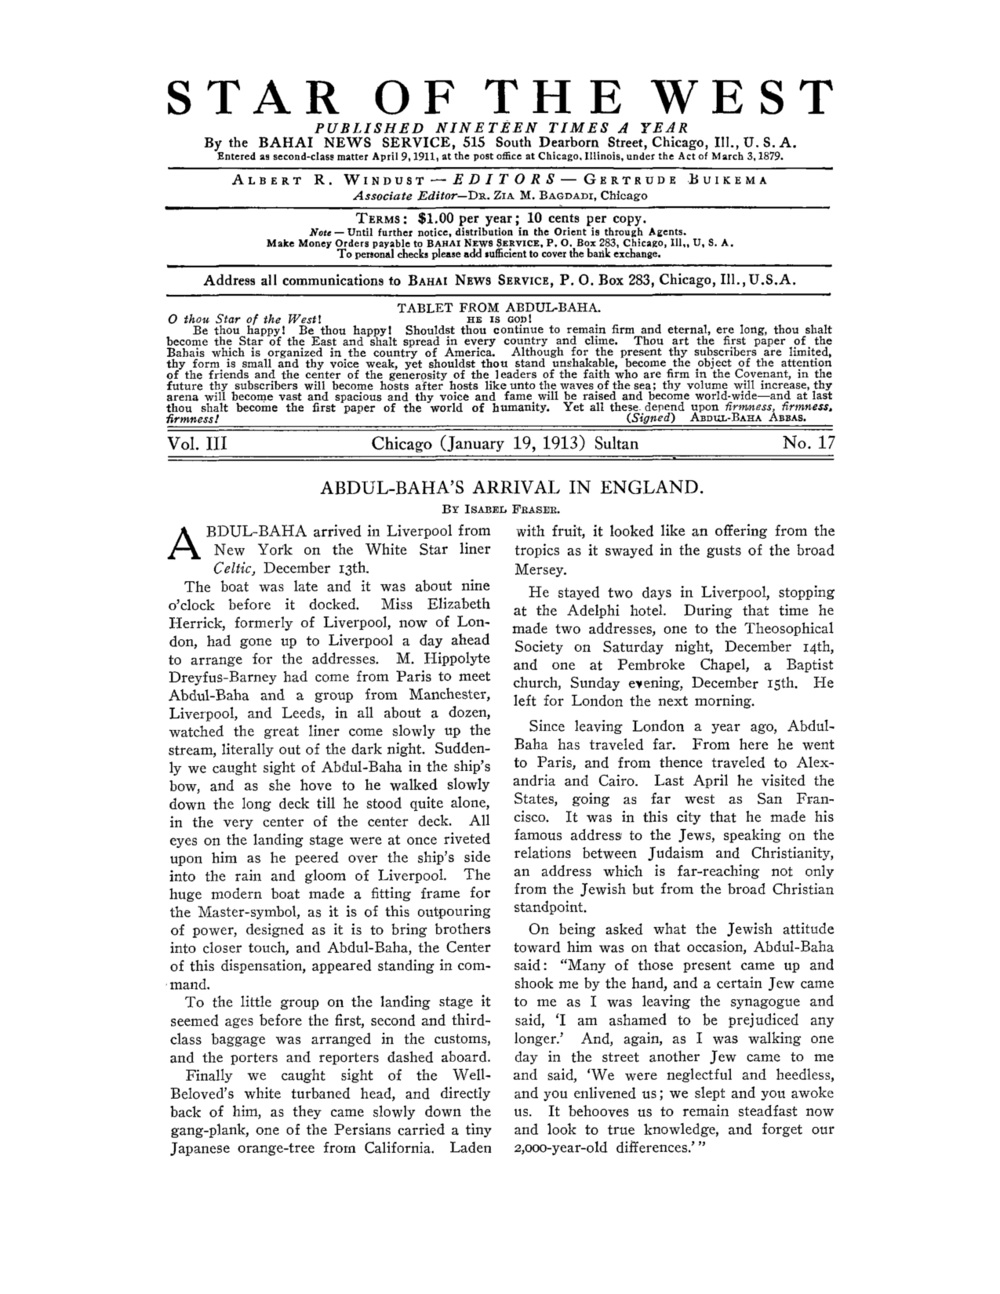 STAR OF THE WEST
PUBLISHED NINETEEN TIMES A YEAR
By the BAHAI NEWS SERVICE, 515 South Dearborn Street, Chicago, Ill., U. S. A.
Entered as second-class matter April 9, 1911, at the post office at Chicago, Illinois, under the Act of March 3, 1879.
ALBERT R. WINDUST — EDITORS — GERTRUDE BUIKEMA
Associate Editor—DR. ZIA M. BAGDADI, Chicago
TERMS: $1.00 per year; 10 cents per copy.
Note — Until further notice, distribution in the Orient is through Agents.
Make Money Orders payable to BAHAI NEWS SERVICE, P. O. Box 283, Chicago, Ill., U, S. A.
To personal checks please add sufficient to cover the bank exchange.
Address all communications to BAHAI NEWS SERVICE, P. O. Box 283, Chicago, Ill., U.S.A.
TABLET FROM ABDUL-BAHA.
O thou Star of the West! HE IS GOD!
Be thou happy! Be thou happy! Shouldst thou continue to remain firm and eternal, ere long, thou shalt
become the Star of the East and shalt spread in every country and clime. Thou art the first paper of the
Bahais which is organized in the country of America. Although for the present thy subscribers are limited,
thy form is small and thy voice weak, yet shouldst thou stand unshakable, become the object of the attention
of the friends and the center of the generosity of the leaders of the faith who are firm in the Covenant, in the
future thy subscribers will become hosts after hosts like unto the waves of the sea; thy volume will increase, thy
arena will become vast and spacious and thy voice and fame will be raised and become world-wide—and at last
thou shalt become the first paper of the world of humanity. Yet all these depend upon firmness, firmness,
firmness! (Signed) ABDUL-BAHA ABBAS.
Vol. III Chicago (January 19, 1913) Sultan No. 17
ABDUL-BAHA'S ARRIVAL IN ENGLAND.
BY ISABEL FRASER.
ABDUL-BAHA arrived in Liverpool from
New York on the White Star liner
Celtic, December 13th.
The boat was late and it was about nine
o'clock before it docked. Miss Elizabeth
Herrick, formerly of Liverpool, now of Lon-
don, had gone up to Liverpool a day ahead
to arrange for the addresses. M. Hippolyte
Dreyfus-Barney had come from Paris to meet
Abdul-Baha and a group from Manchester,
Liverpool, and Leeds, in all about a dozen,
watched the great liner come slowly up the
stream, literally out of the dark night. Sudden-
ly we caught sight of Abdul-Baha in the ship's
bow, and as she hove to he walked slowly
down the long deck till he stood quite alone,
in the very center of the center deck. All
eyes on the landing stage were at once riveted
upon him as he peered over the ship's side
into the rain and gloom of Liverpool. The
huge modern boat made a fitting frame for
the Master-symbol, as it is of this outpouring
of power, designed as it is to bring brothers
into closer touch, and Abdul-Baha, the Center
of this dispensation, appeared standing in com-
mand.
To the little group on the landing stage it
seemed ages before the first, second and third-
class baggage was arranged in the customs,
and the porters and reporters dashed aboard.
Finally we caught sight of the Well-
Beloved's white turbaned head, and directly
back of him, as they came slowly down the
gang-plank, one of the Persians carried a tiny
Japanese orange-tree from California. Laden
with fruit, it looked like an offering from the
tropics as it swayed in the gusts of the broad
Mersey.
He stayed two days in Liverpool, stopping
at the Adelphi hotel. During that time he
made two addresses, one to the Theosophical
Society on Saturday night, December 14th,
and one at Pembroke Chapel, a Baptist
church, Sunday evening, December 15th. He
left for London the next morning.
Since leaving London a year ago, Abdul-
Baha has traveled far. From here he went
to Paris, and from thence traveled to Alex-
andria and Cairo. Last April he visited the
States, going as far west as San Fran-
cisco. It was in this city that he made his
famous address to the Jews, speaking on the
relations between Judaism and Christianity,
an address which is far-reaching not only
from the Jewish but from the broad Christian
standpoint.
On being asked what the Jewish attitude
toward him was on that occasion, Abdul-Baha
said: "Many of those present came up and
shook me by the hand, and a certain Jew came
to me as I was leaving the synagogue and
said, 'I am ashamed to be prejudiced any
longer.' And, again, as I was walking one
day in the street another Jew came to me
and said, 'We were neglectful and heedless,
and you enlivened us; we slept and you awoke
us. It behooves us to remain steadfast now
and look to true knowledge, and forget our
2,000-year-old differences.'"